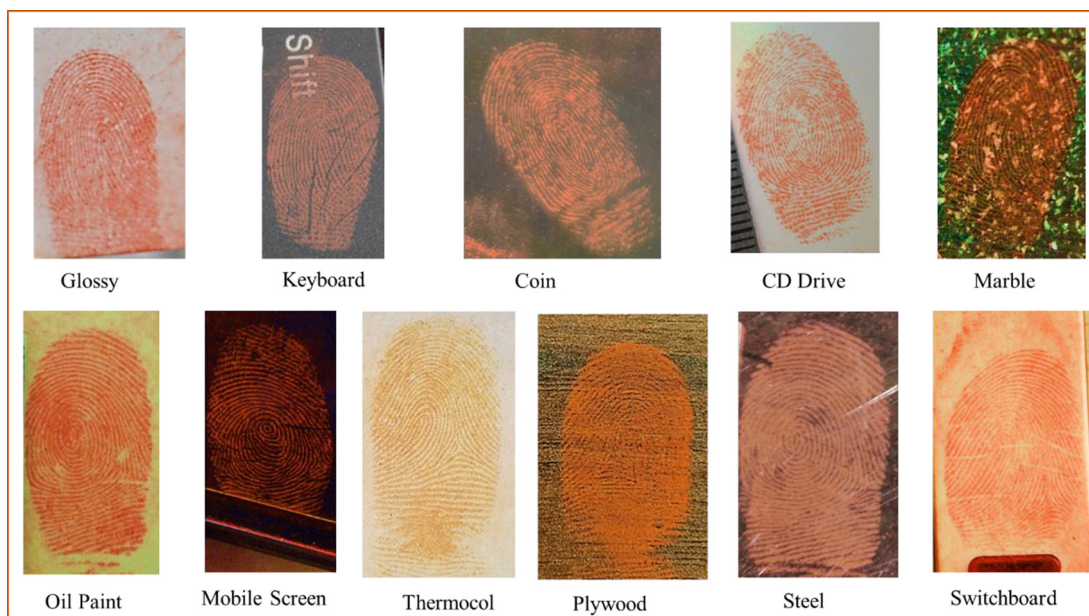 Shift
Glossy
Keyboard
Coin
CD Drive
Marble
Oil Paint
Mobile Screen
Thermocol
Plywood
Steel
Switchboard